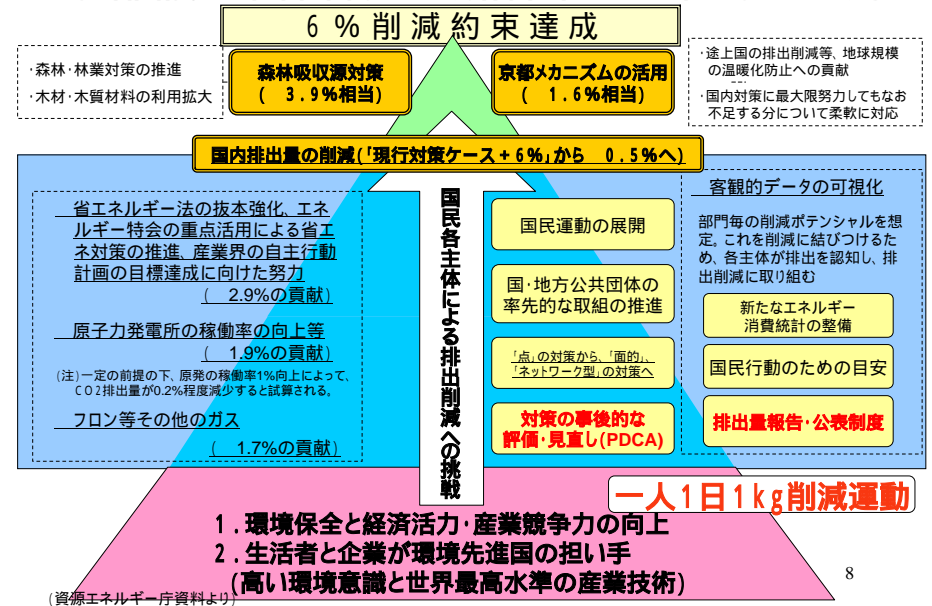 6%削減約束達成
･森林･林業対策の推進
･木材･木質材料の利用拡大
森林吸収源対策
( 3.9%相当)
京都メカニズムの活用
( 1.6%相当)
･途上国の排出削減等、地球規模
の温暖化防止への貢献
･国内対策に最大限努力してもなお
不足する分について柔軟に対応
国内排出量の削減(｢現行対策ケース+6%｣から 0.5%へ)
省エネルギー法の抜本強化、エネ
ルギー特会の重点活用による省エ
ネ対策の推進、産業界の自主行動
計画の目標達成に向けた努力
( 2.9%の貢献)
原子力発電所の稼働率の向上等
( 1.9%の貢献)
(注)一定の前提の下、原発の稼働率1%向上によって、
CO2排出量が0.2%程度減少すると試算される。
フロン等その他のガス
( 1.7%の貢献)
国民各主体による排出削減への挑戦
国民運動の展開
国･地方公共団体の
率先的な取組の推進
｢点｣の対策から、｢面的｣、
｢ネットワーク型｣の対策へ
対策の事後的な
評価･見直し(PDCA)
客観的データの可視化
部門毎の削減ポテンシャルを想
定。これを削減に結びつけるた
め、各主体が排出を認知し、排
出削減に取り組む
新たなエネルギー
消費統計の整備
国民行動のための目安
排出量報告･公表制度
一人1日1kg削減運動
1.環境保全と経済活力･産業競争力の向上
2.生活者と企業が環境先進国の担い手
(高い環境意識と世界最高水準の産業技術)
8
(資源エネルギー庁資料より)